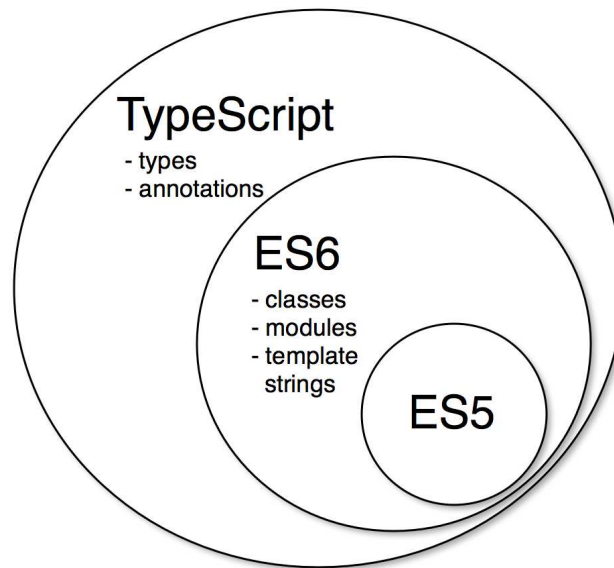 TypeScript
- types
- annotations
ES6
- classes
- modules
- template
strings
ES5